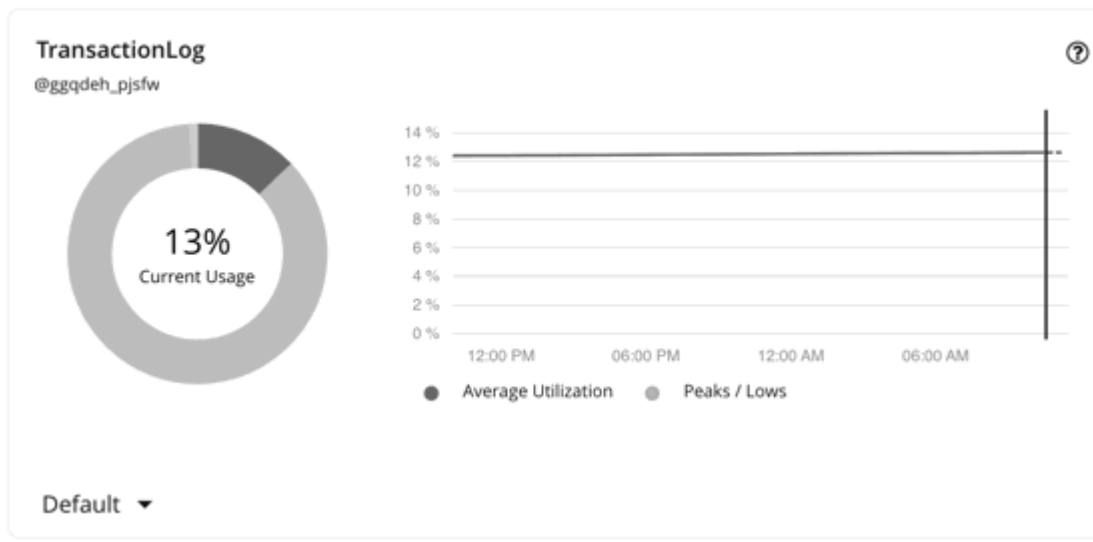 TransactionLog
@ggqdeh_pjsfw
13%
Current Usage
14 %
12 %
10 %
8 %
6 %
4 %
2 %
0 %
12:00 PM 06:00 PM 12:00 AM 06:00 AM
Average Utilization Peaks / Lows
Default